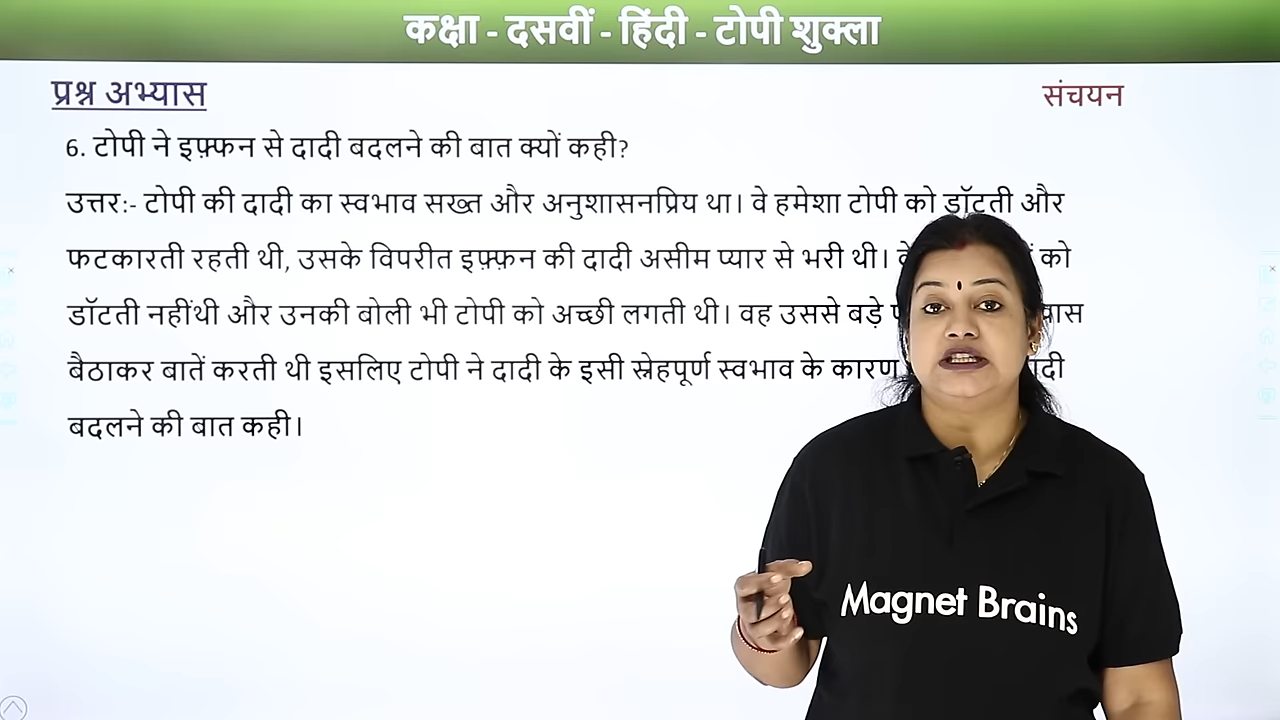 कक्षा - दसवीं - हिंदी - टोपी शुक्ला
प्रश्न अभ्यास
संचयन
6. टोपी ने इफ़्फ़न से दादी बदलने की बात क्यों कही?
उत्तर:- टोपी की दादी का स्वभाव सख्त और अनुशासनप्रिय था। वे हमेशा टोपी को डॉटती और
फटकारती रहती थी, उसके विपरीत इफ़्फ़न की दादी असीम प्यार से भरी थी। को
डॉटती नहींथी और उनकी बोली भी टोपी को अच्छी लगती थी। वह उससे बड़े
बैठाकर बातें करती थी इसलिए टोपी ने दादी के इसी स्नेहपूर्ण स्वभाव के कारण
बदलने की बात कही।
Magnet Brains